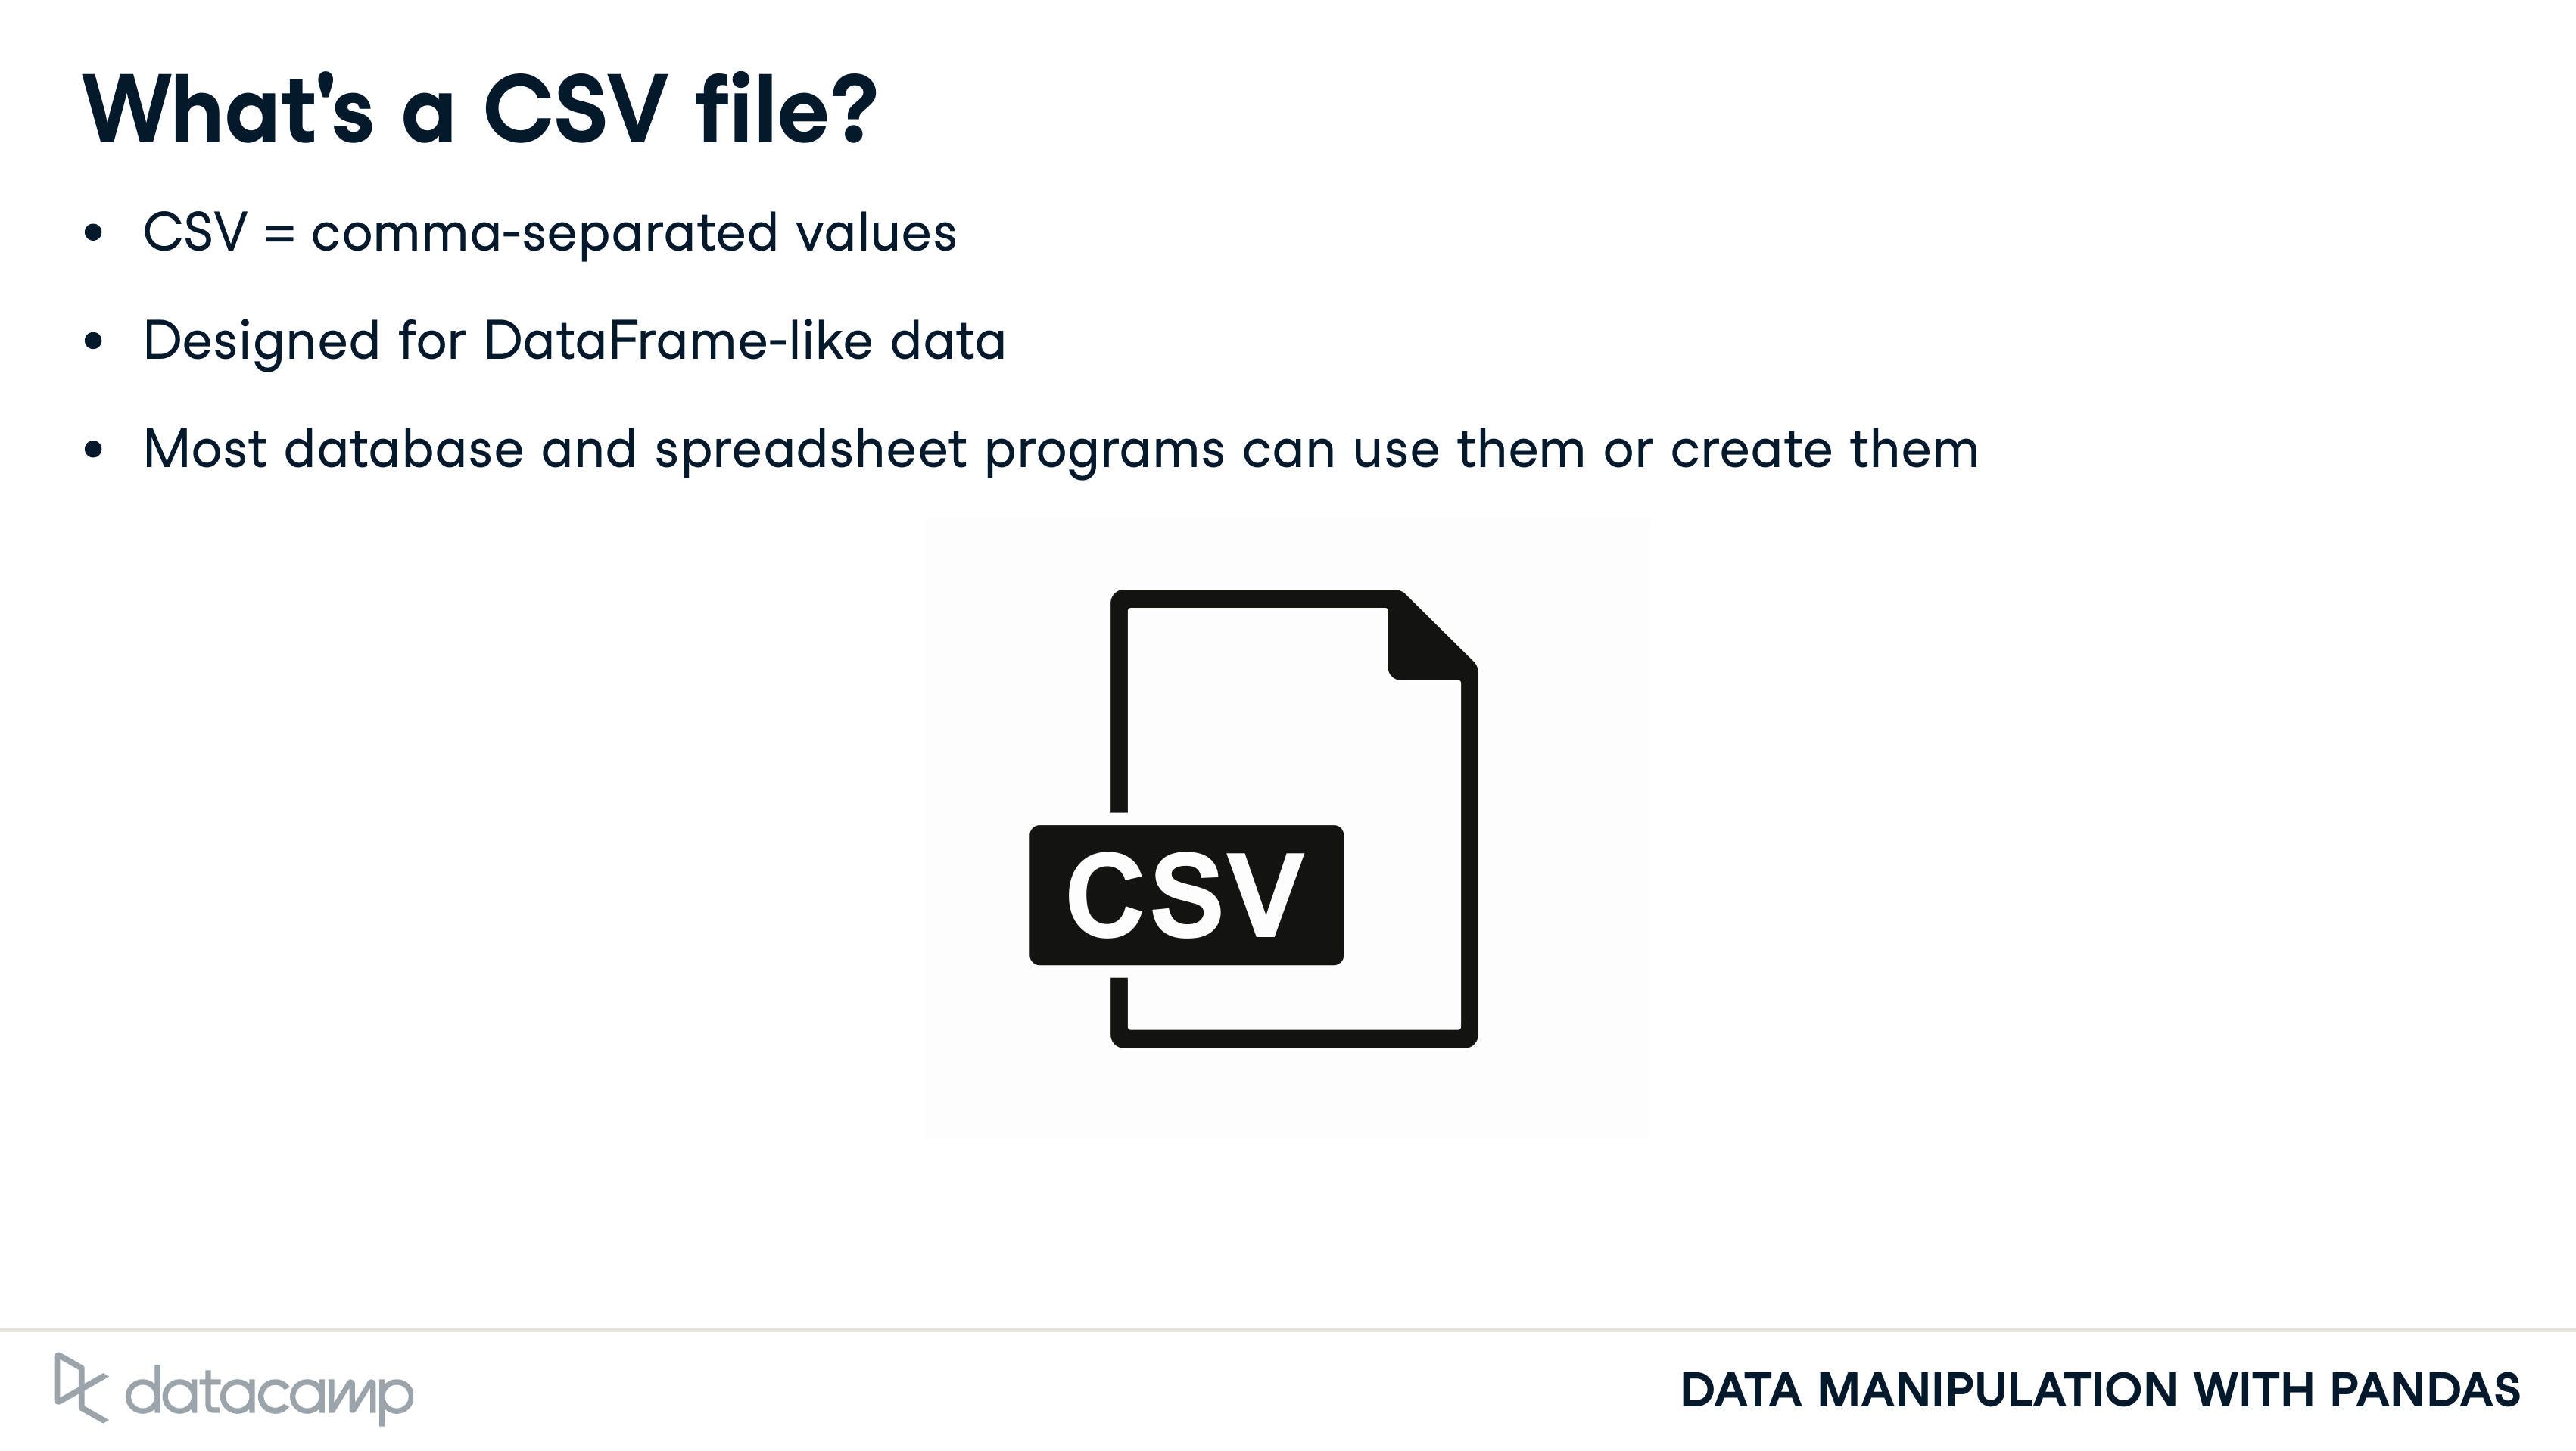 What's a CSV file?
• CSV = comma-separated values
• Designed for DataFrame-like data
• Most database and spreadsheet programs can use them or create them
CSV
datacamp
DATA MANIPULATION WITH PANDAS